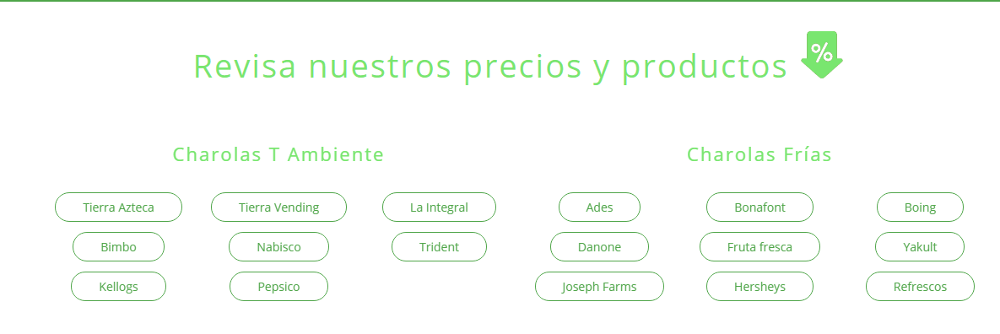 Revisa nuestros precios y productos %
Charolas T Ambiente
Tierra Azteca
Tierra Vending
La Integral
Bimbo
Nabisco
Trident
Kellogs
Pepsico
Charolas Frías
Ades
Bonafont
Boing
Danone
Fruta fresca
Yakult
Joseph Farms
Hersheys
Refrescos